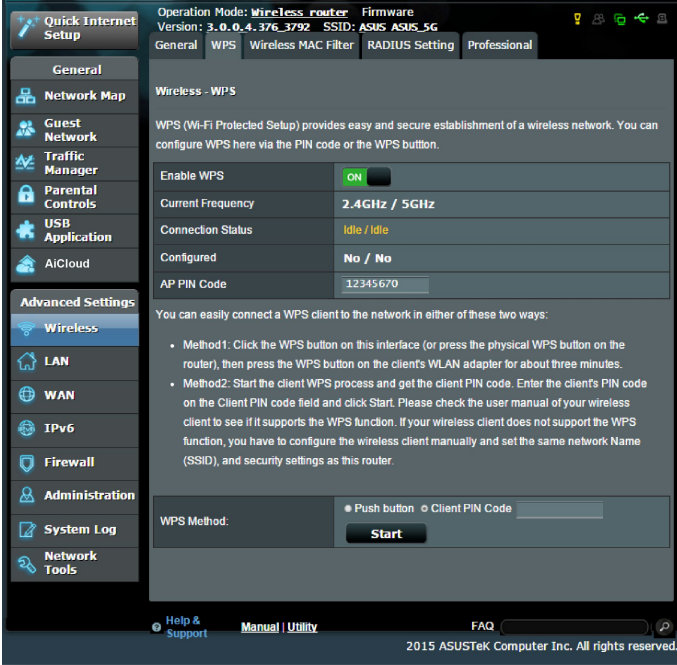 Quick Internet
Setup
Operation Mode: Wireless router Firmware
Version: 3.0.0.4.376_3792 SSID: ASUS ASUS_5G
General WPS Wireless MAC Filter RADIUS Setting Professional
General
Network Map
Guest
Network
Traffic
Manager
Parental
Controls
USB
Application
AiCloud
Advanced Settings
Wireless
LAN
WAN
IPv6
Firewall
Administration
System Log
Network
Tools
Wireless - WPS
WPS (Wi-Fi Protected Setup) provides easy and secure establishment of a wireless network. You can
configure WPS here via the PIN code or the WPS buttton.
Enable WPS ON
Current Frequency 2.4GHz / 5GHz
Connection Status Idle / Idle
Configured No / No
AP PIN Code 12345670
You can easily connect a WPS client to the network in either of these two ways:
• Method1: Click the WPS button on this interface (or press the physical WPS button on the
router), then press the WPS button on the client's WLAN adapter for about three minutes.
• Method2: Start the client WPS process and get the client PIN code. Enter the client's PIN code
on the Client PIN code field and click Start. Please check the user manual of your wireless
client to see if it supports the WPS function. If your wireless client does not support the WPS
function, you have to configure the wireless client manually and set the same network Name
(SSID), and security settings as this router.
WPS Method: Push button Client PIN Code
Start
Help &
Support
Manual | Utility
FAQ
2015 ASUSTeK Computer Inc. All rights reserved.